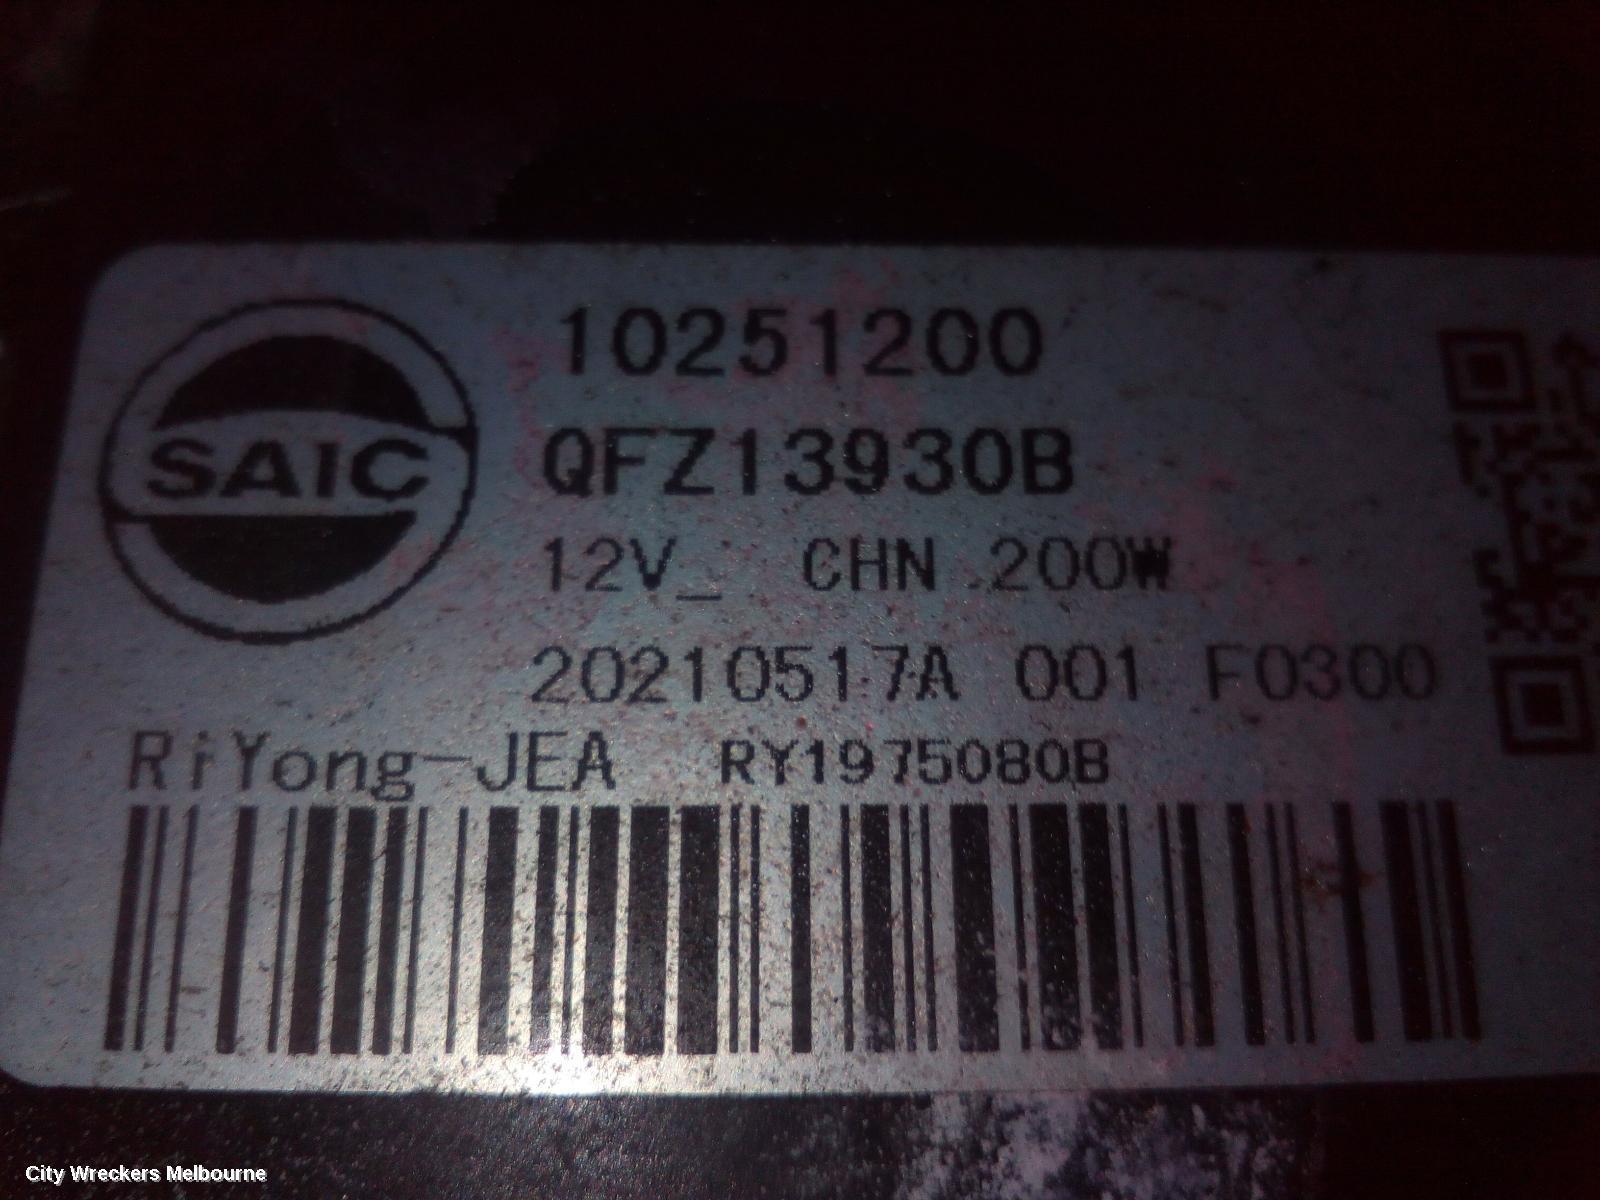 SAIC
10251200
QFZ13930B
12V_ CHN 200W
20210517A 001 F0300
RiYong-JEA RY1975080B
City Wreckers Melbourne